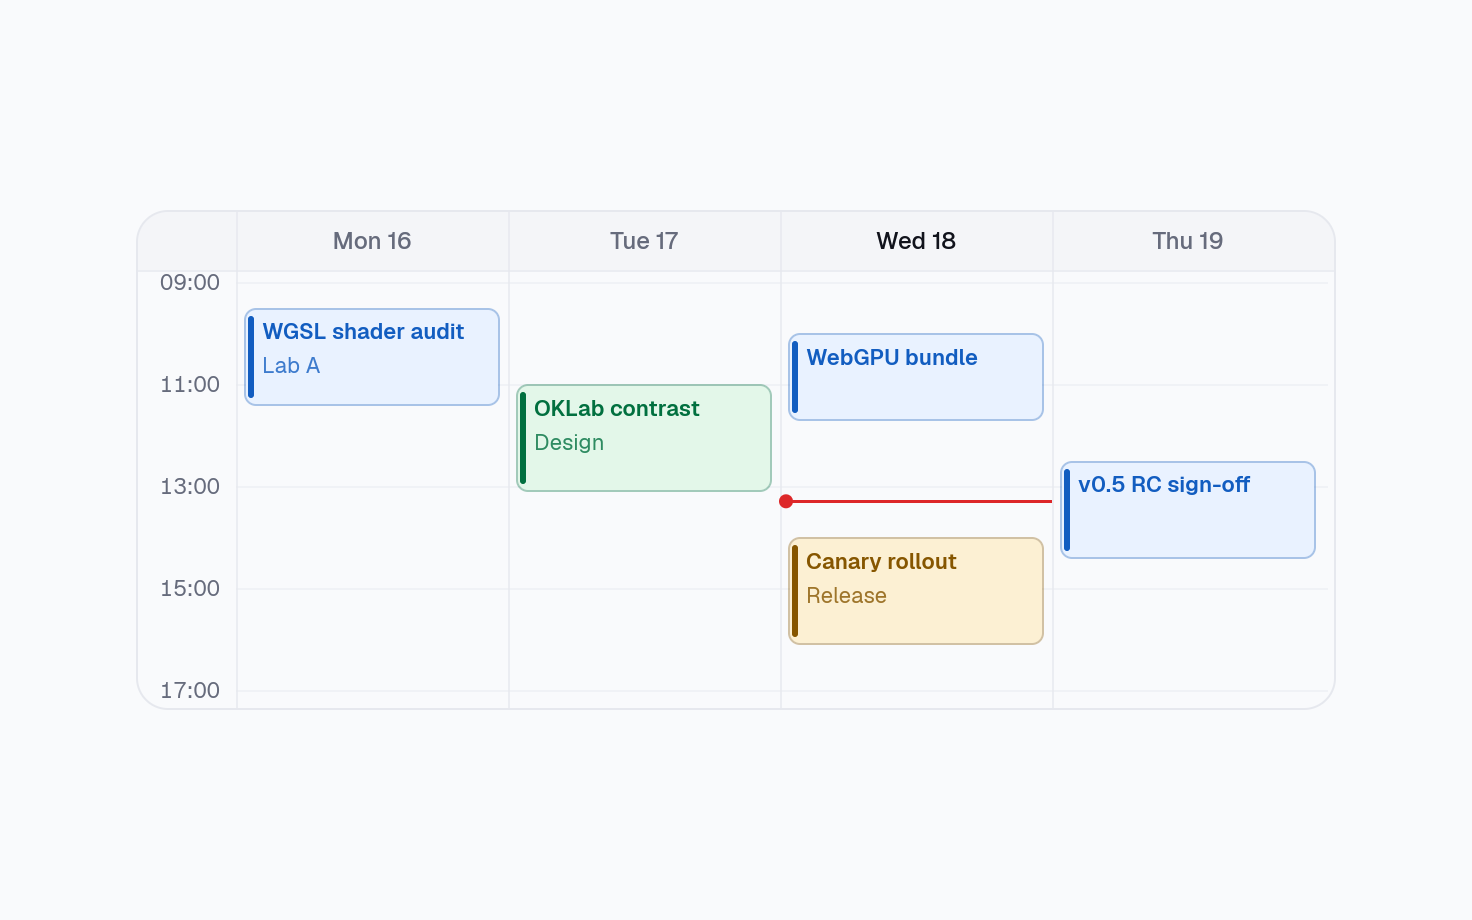 Mon 16
Tue 17
Wed 18
Thu 19
09:00
11:00
13:00
15:00
17:00
WGSL shader audit
Lab A
OKLab contrast
Design
WebGPU bundle
Canary rollout
Release
v0.5 RC sign-off